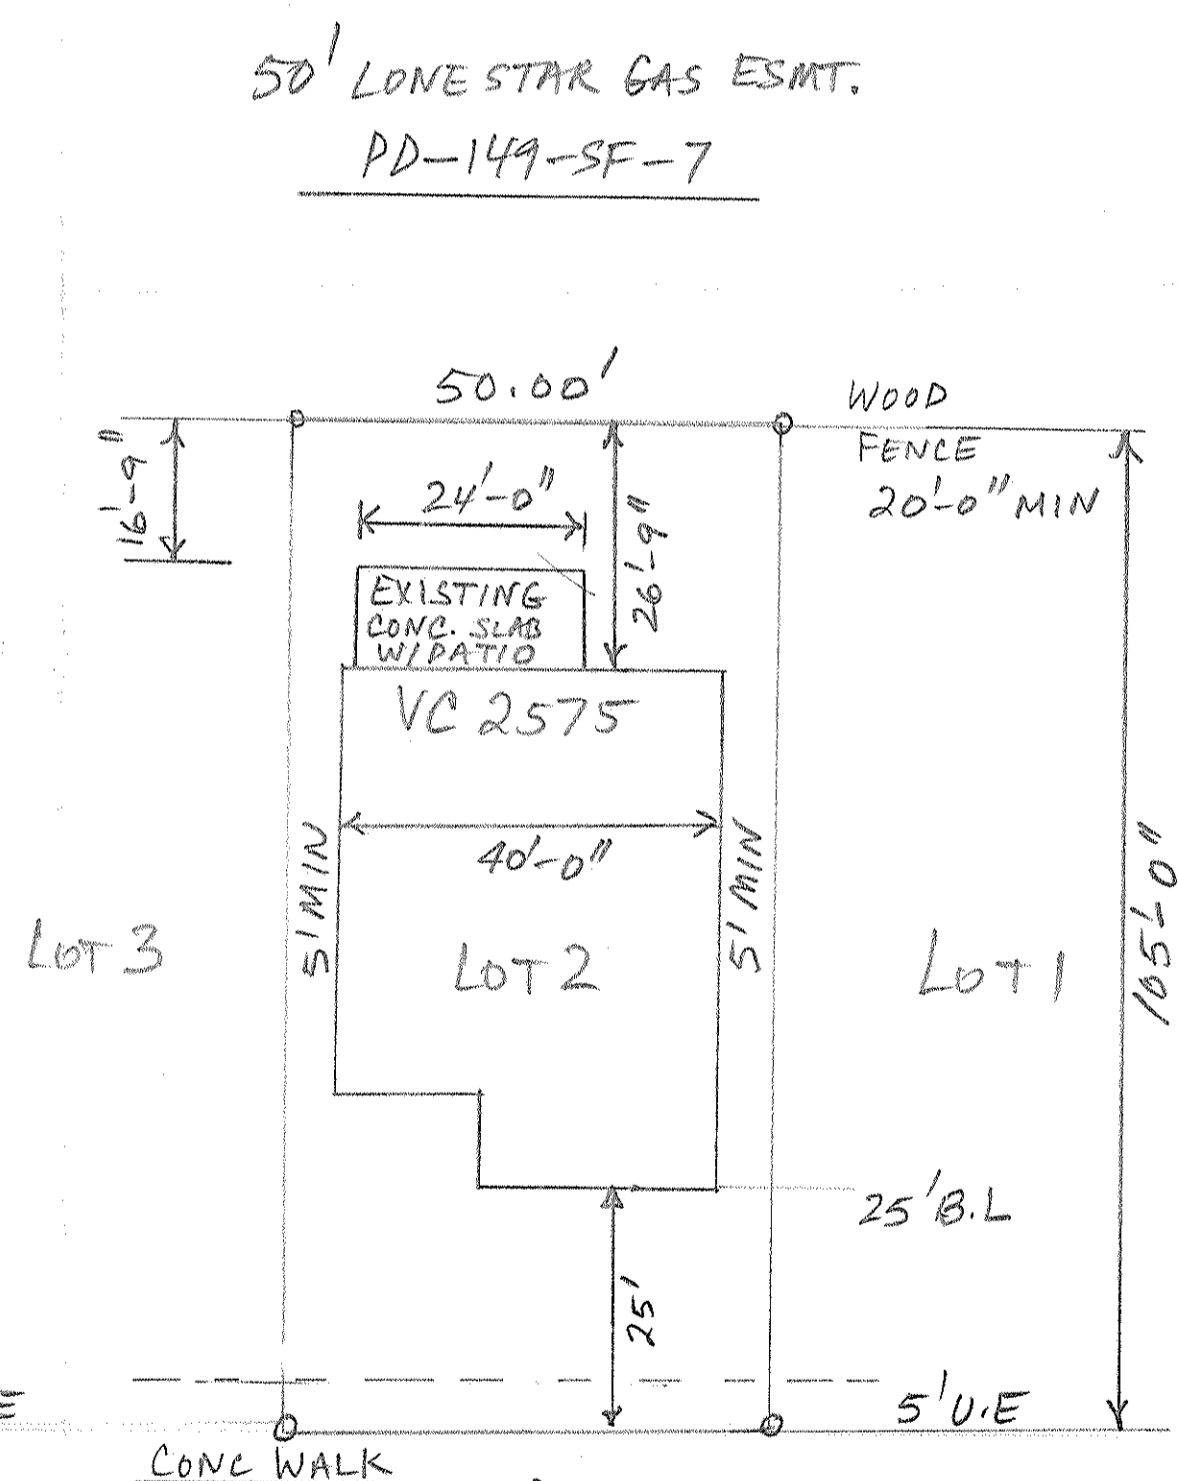 50' LONE STAR GAS ESMT.
PD-149-SF-7
50.00'
WOOD
FENCE
20'-0" MIN
16'-9"
24'-0"
26'-9"
EXISTING
CONC. SLAB
W/PATIO
VC 2575
40'-0"
5' MIN
5' MIN
105'-0"
LOT 3
LOT 2
LOT 1
25' B.L
25'
5' U.E
E
CONC WALK